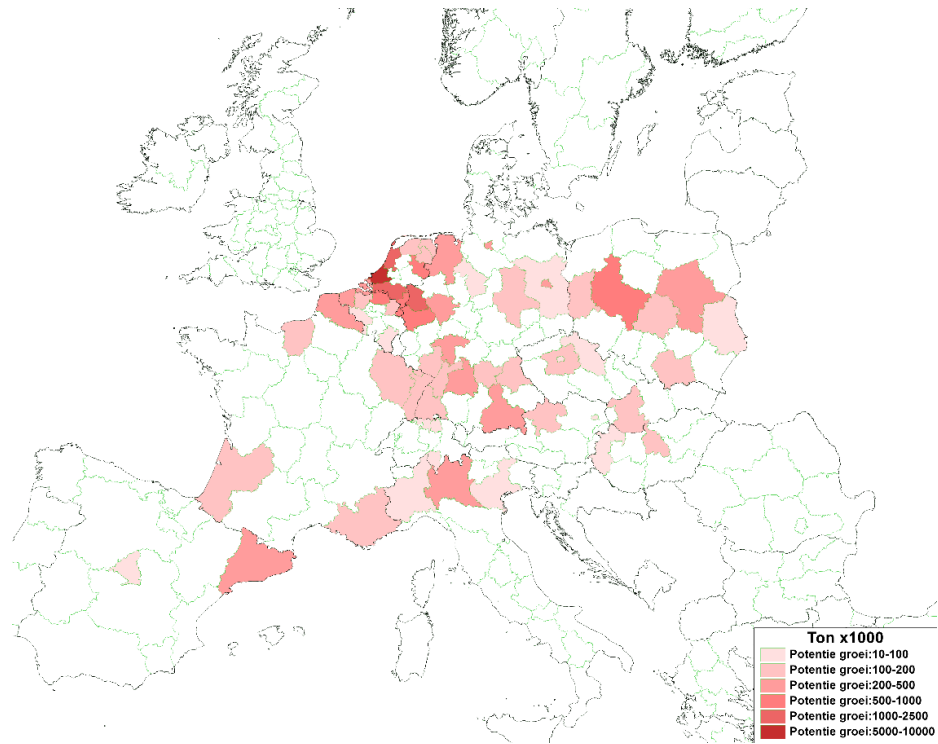 Ton x1000
Potentie groei:10-100
Potentie groei:100-200
Potentie groei:200-500
Potentie groei:500-1000
Potentie groei:1000-2500
Potentie groei:5000-10000